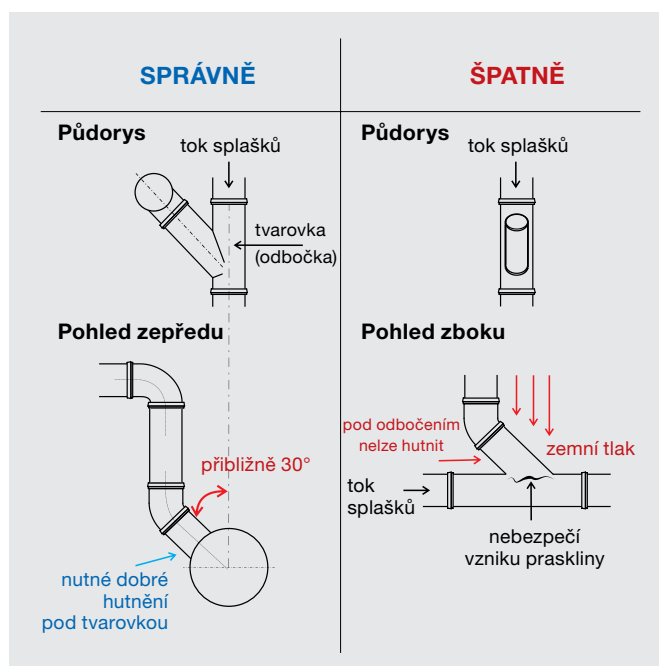 SPRÁVNĚ
Půdorys
tok splašků
tvarovka
(odbočka)
Pohled zepředu
přibližně 30°
nutné dobré
hutnění
pod tvarovkou
ŠPATNĚ
Půdorys
tok splašků
Pohled zboku
pod odbočením
nelze hutnit
zemní tlak
tok
splašků
nebezpečí
vzniku praskliny